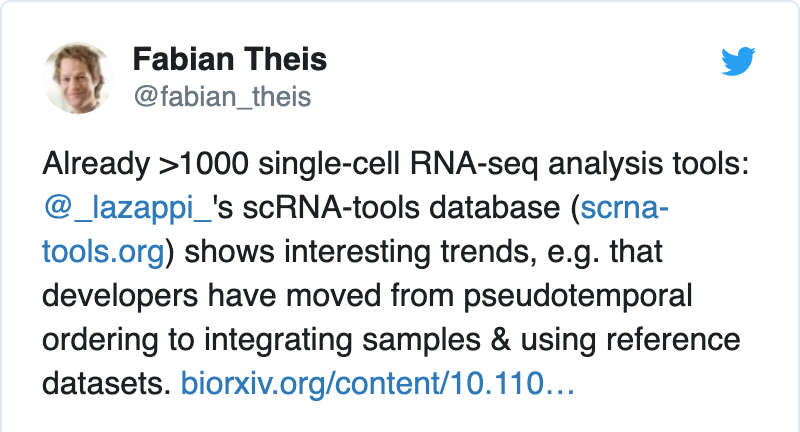 Fabian Theis
@fabian_theis
Already >1000 single-cell RNA-seq analysis tools:
@_lazappi_'s scRNA-tools database (scrna-
tools.org) shows interesting trends, e.g. that
developers have moved from pseudotemporal
ordering to integrating samples & using reference
datasets. biorxiv.org/content/10.110…